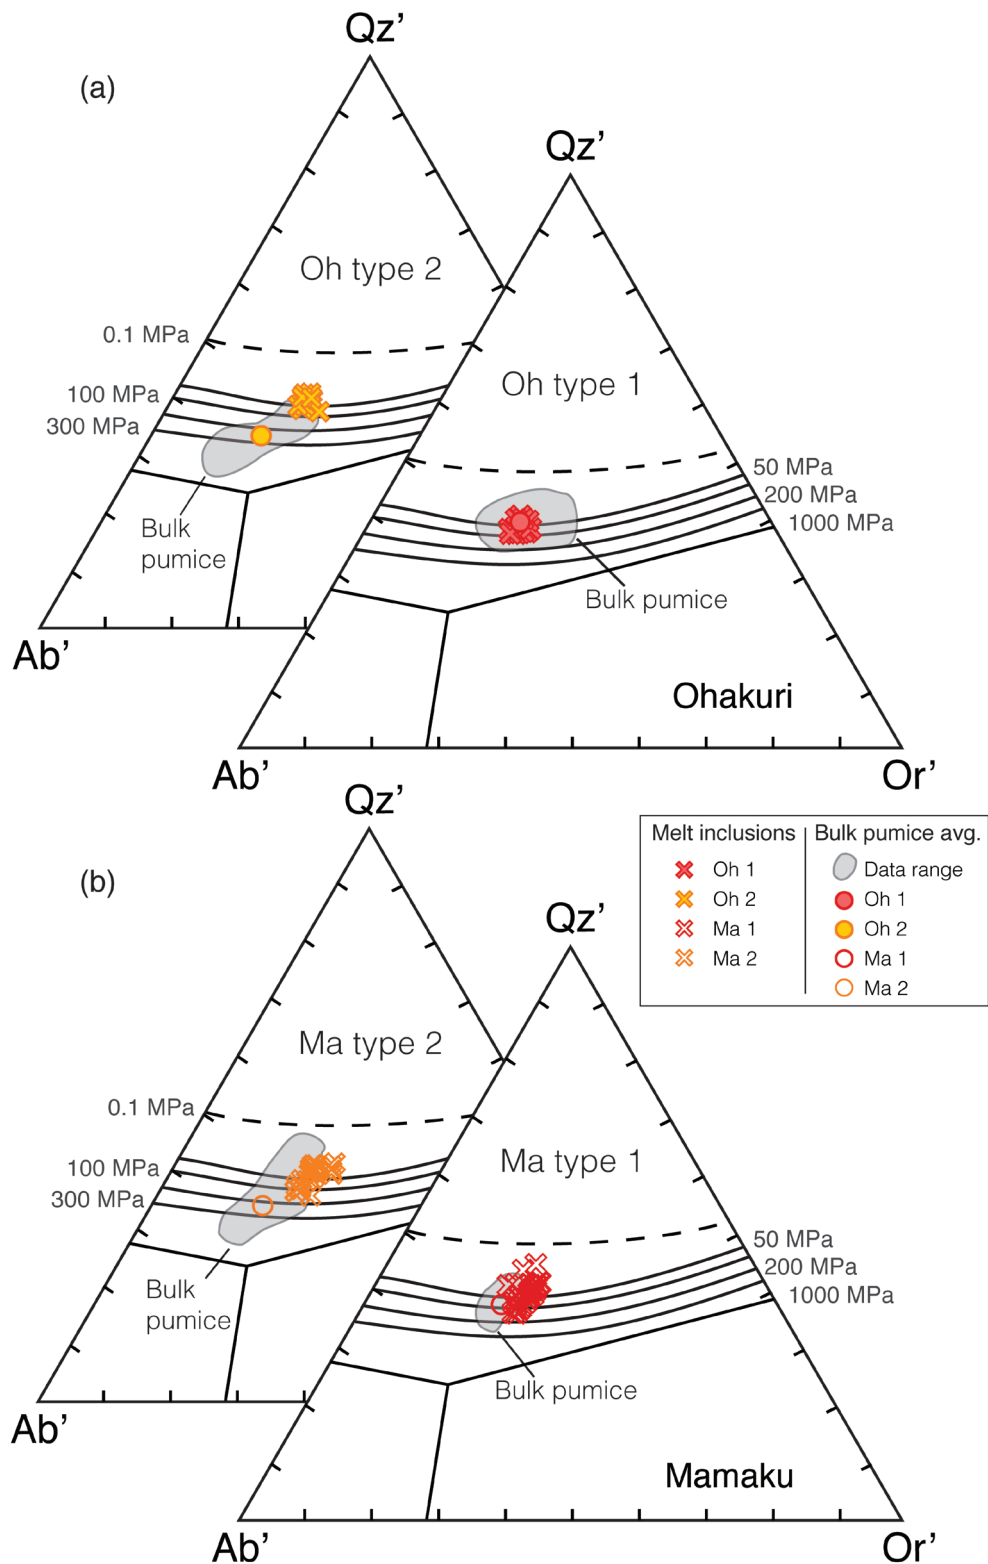 Qz’
(a)
Qz’
Oh type 2
0.1 MPa
100 MPa
300 MPa
Oh type 1
50 MPa
200 MPa
1000 MPa
Bulk
pumice
Bulk pumice
Ab’
Ohakuri
Ab’
Or’
Qz’
(b)
Melt inclusions
Oh 1
Oh 2
Ma 1
Ma 2
Bulk pumice avg.
Data range
Oh 1
Oh 2
Ma 1
Ma 2
Qz’
Ma type 2
0.1 MPa
100 MPa
300 MPa
Ma type 1
50 MPa
200 MPa
1000 MPa
Bulk
pumice
Bulk pumice
Ab’
Mamaku
Ab’
Or’